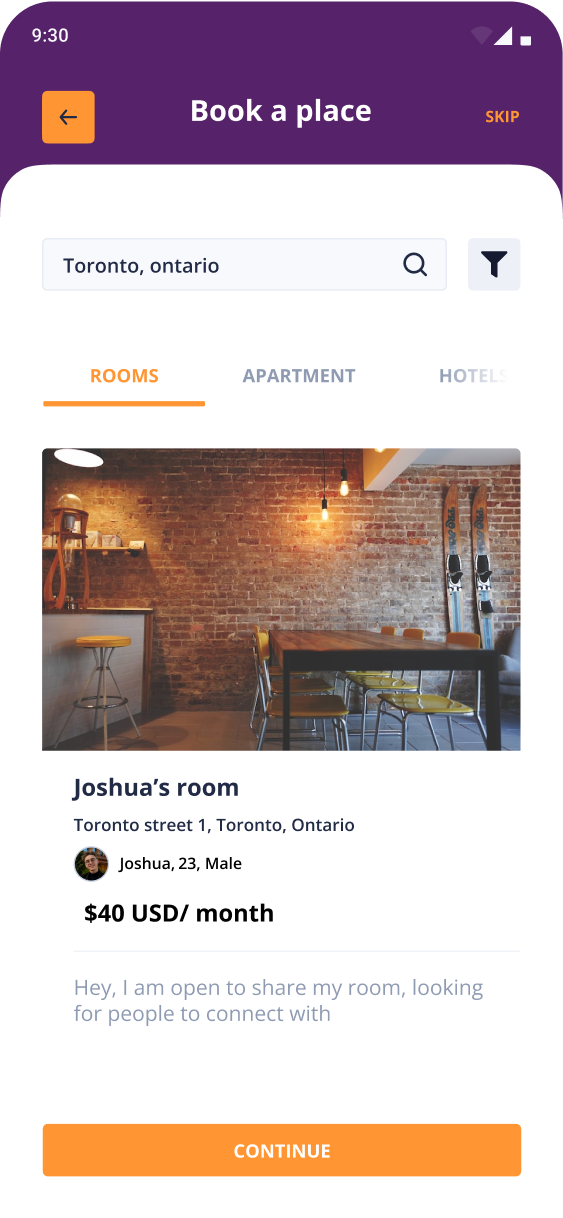 9:30
Book a place
SKIP
Toronto, ontario
ROOMS
APARTMENT
HOTELS
Joshua’s room
Toronto street 1, Toronto, Ontario
Joshua, 23, Male
$40 USD/ month
Hey, I am open to share my room, looking
for people to connect with
CONTINUE